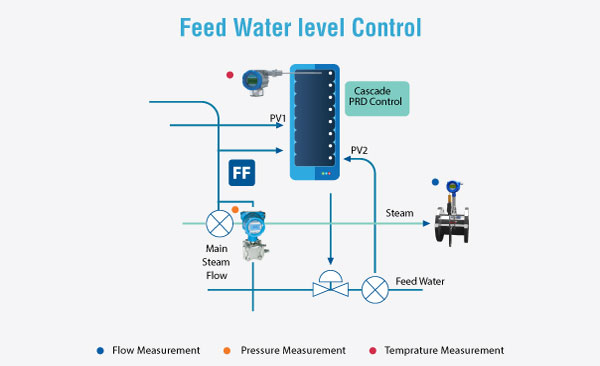 Feed Water level Control
Cascade
PRD Control
PV1
PV2
FF
Steam
Main
Steam
Flow
Feed Water
Flow Measurement
Pressure Measurement
Temprature Measurement